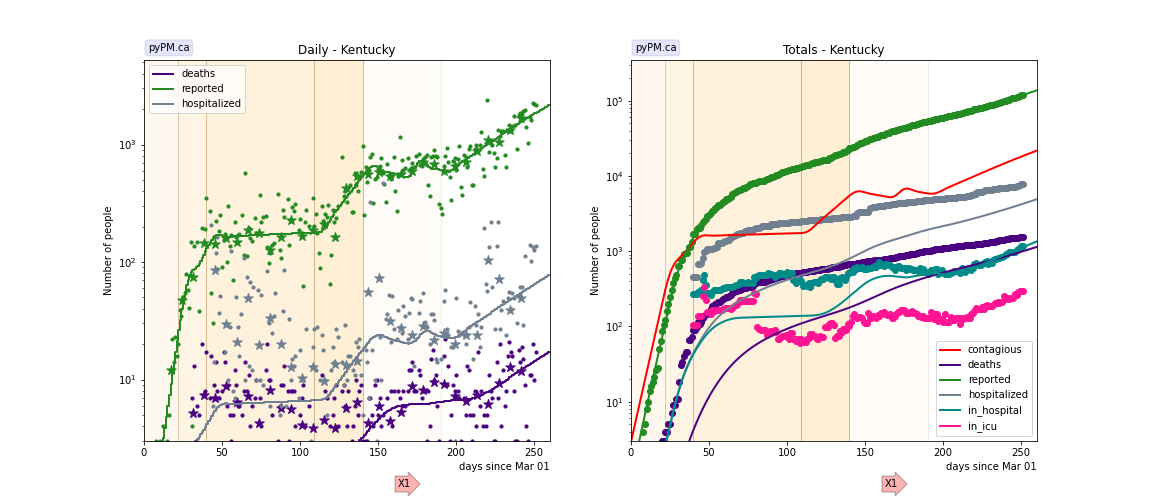 pyPM.ca
Daily - Kentucky
deaths
reported
hospitalized
Number of people
10³
10²
10¹
0
50
100
150
200
250
days since Mar 01
X1
pyPM.ca
Totals - Kentucky
Number of people
10⁵
10⁴
10³
10²
10¹
contagious
deaths
reported
hospitalized
in_hospital
in_icu
0
50
100
150
200
250
days since Mar 01
X1